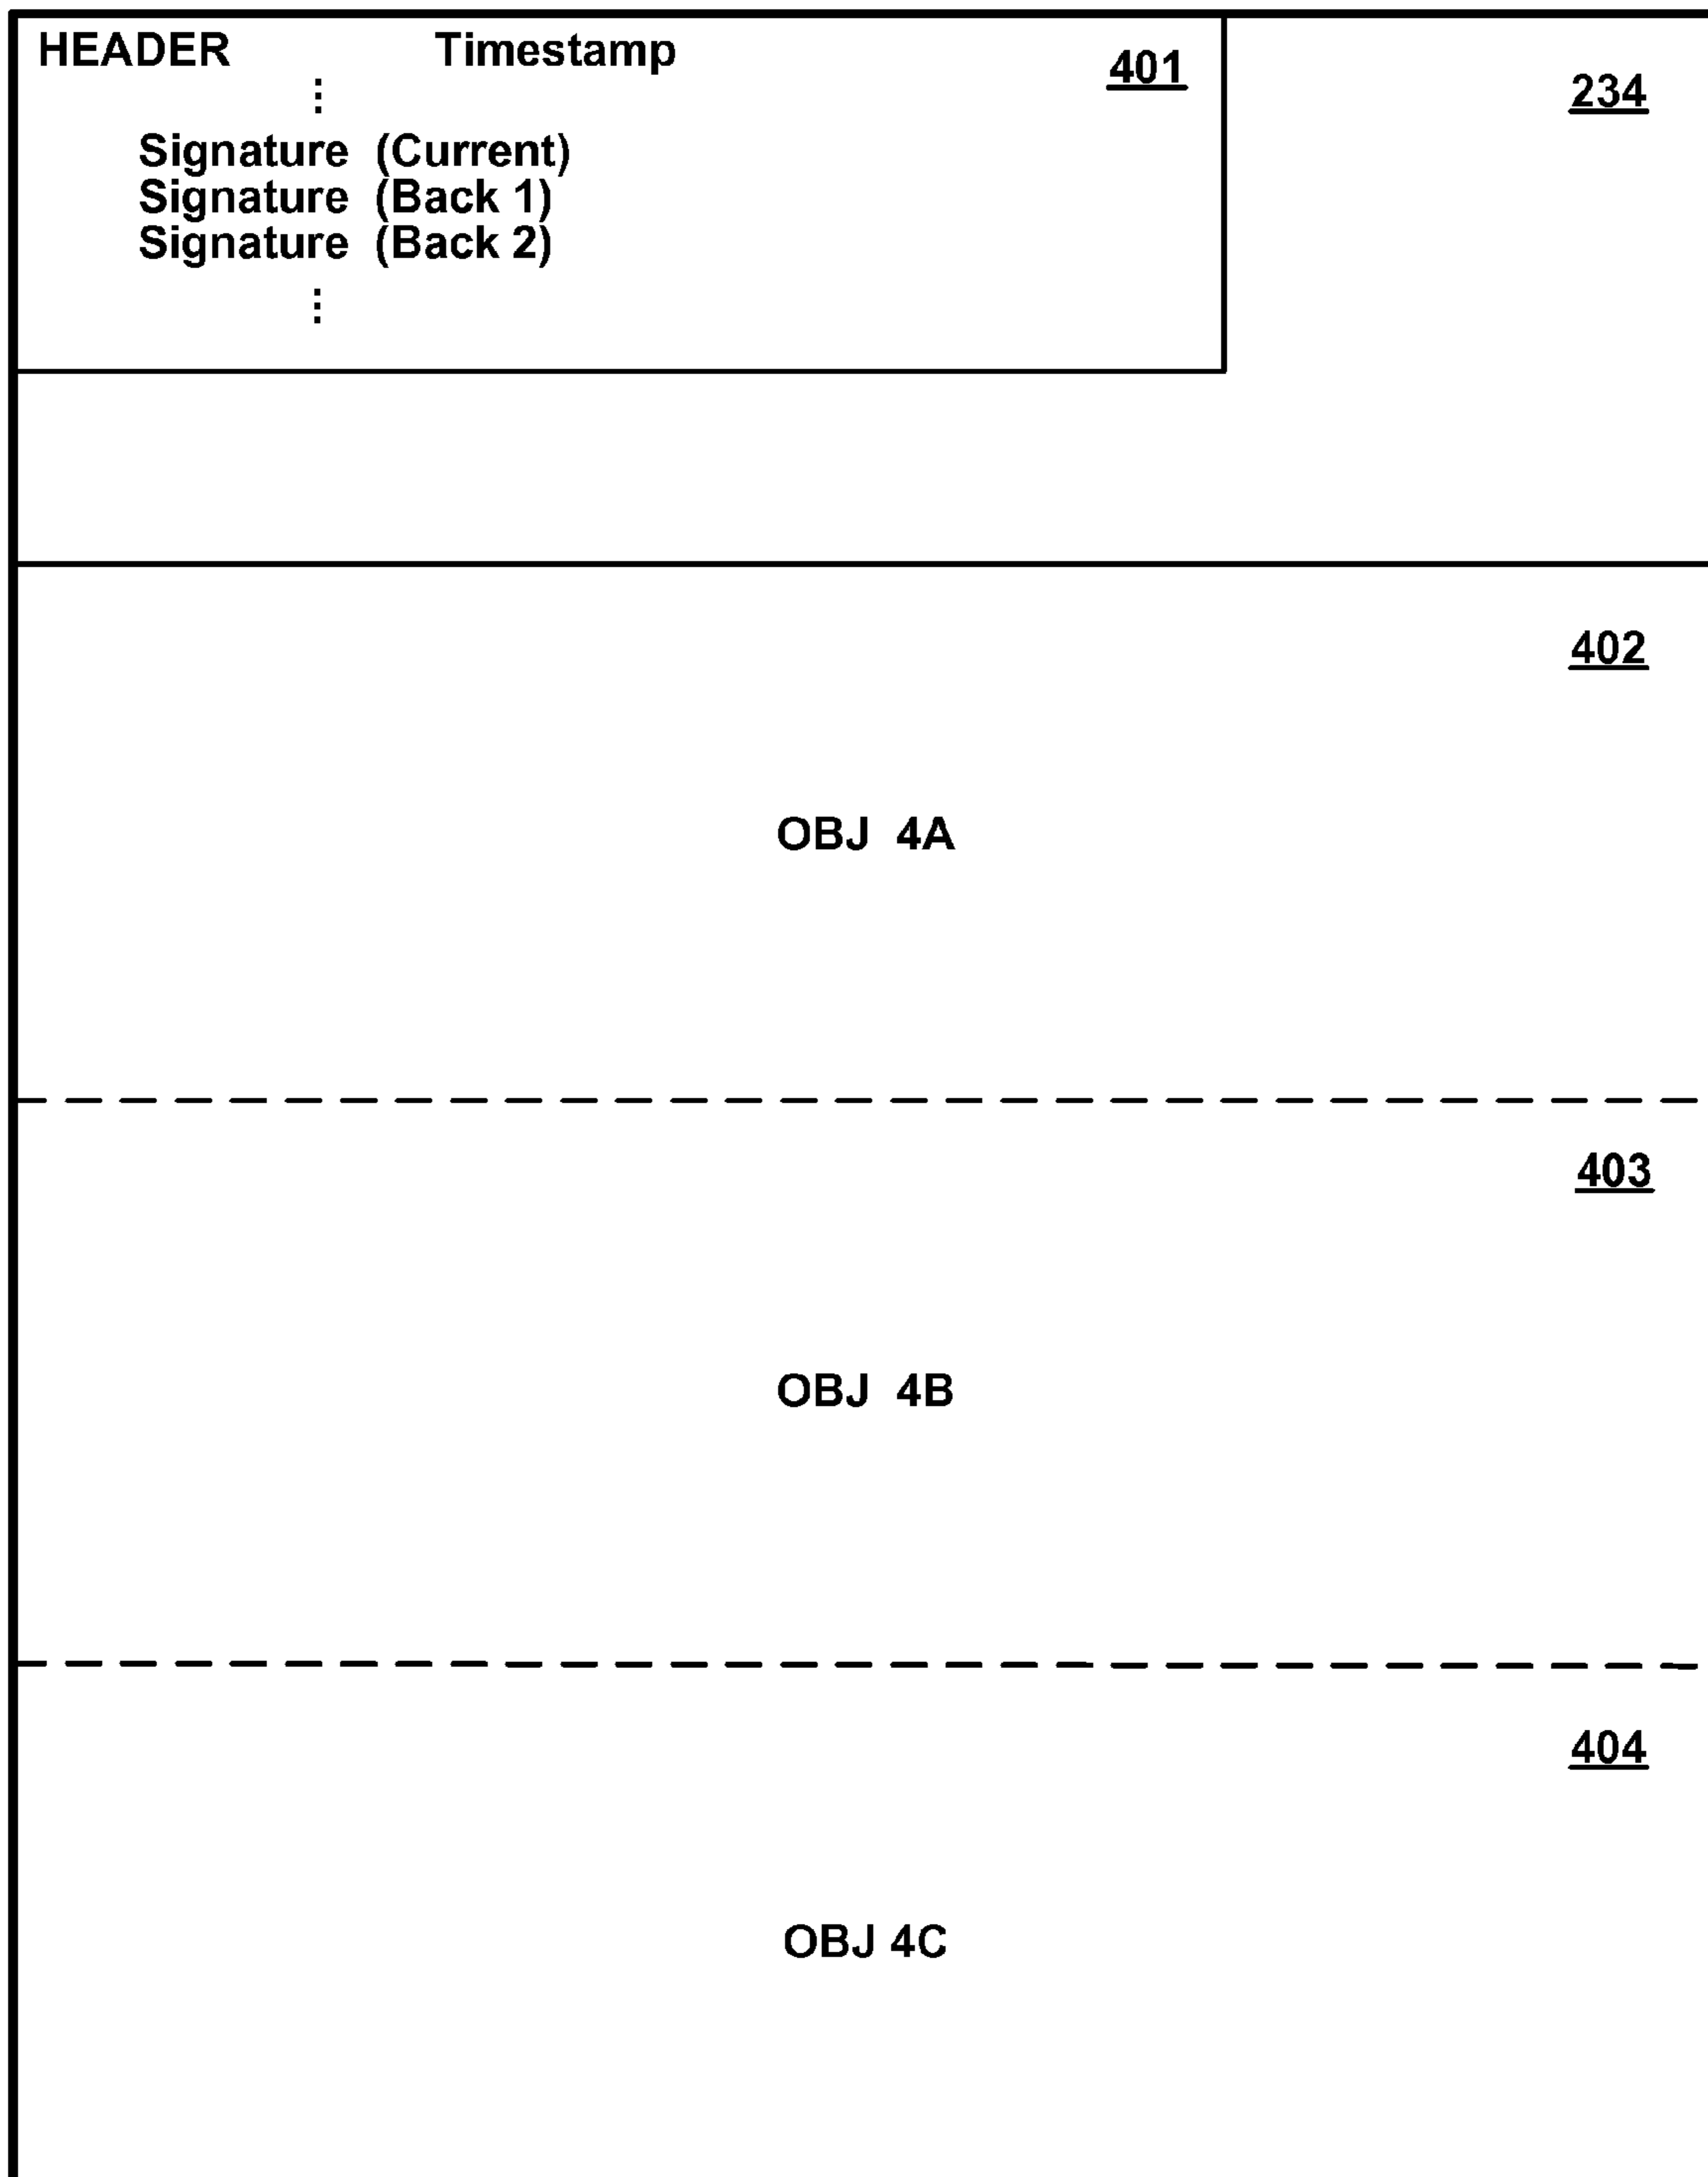 HEADER Timestamp 401
234
⋮
Signature (Current)
Signature (Back 1)
Signature (Back 2)
⋮
402
OBJ 4A
403
OBJ 4B
404
OBJ 4C